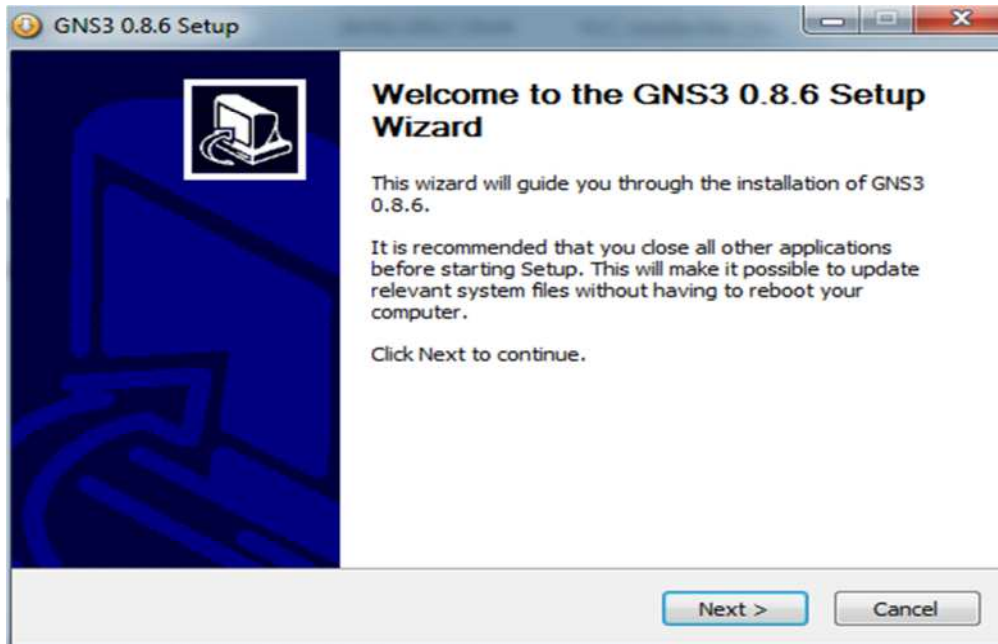 GNS3 0.8.6 Setup
Welcome to the GNS3 0.8.6 Setup
Wizard
This wizard will guide you through the installation of GNS3
0.8.6.
It is recommended that you close all other applications
before starting Setup. This will make it possible to update
relevant system files without having to reboot your
computer.
Click Next to continue.
Next >
Cancel